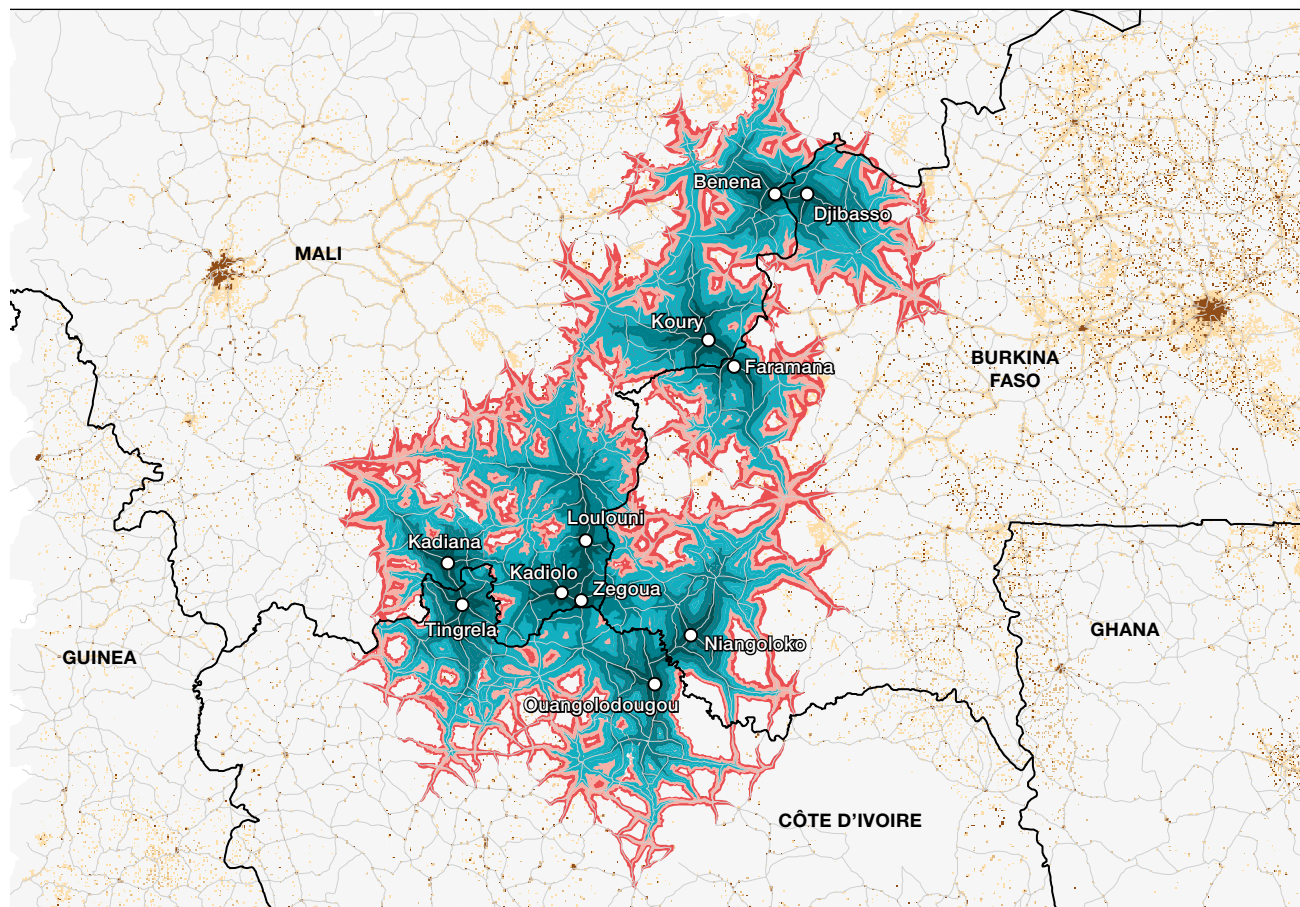 Benena
Djibasso
MALI
Koury
Faramana
BURKINA
FASO
Loulouni
Kadiana
Kadiolo
Zegoua
Tingrela
Niangoloko
GHANA
GUINEA
Ouangolodougou
CÔTE D'IVOIRE